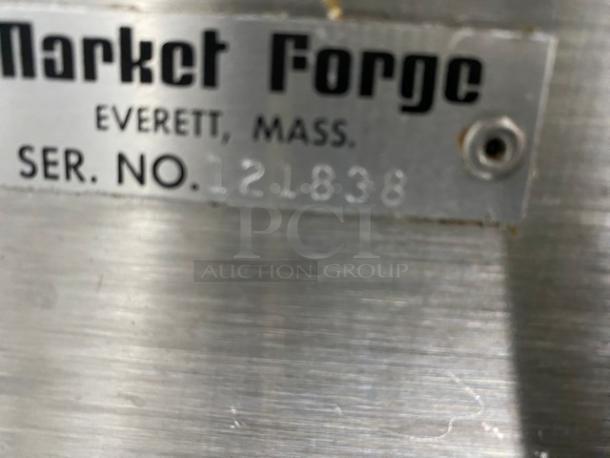 Market Forge
EVERETT, MASS.
SER. NO. 121838
PCI
AUCTION GROUP